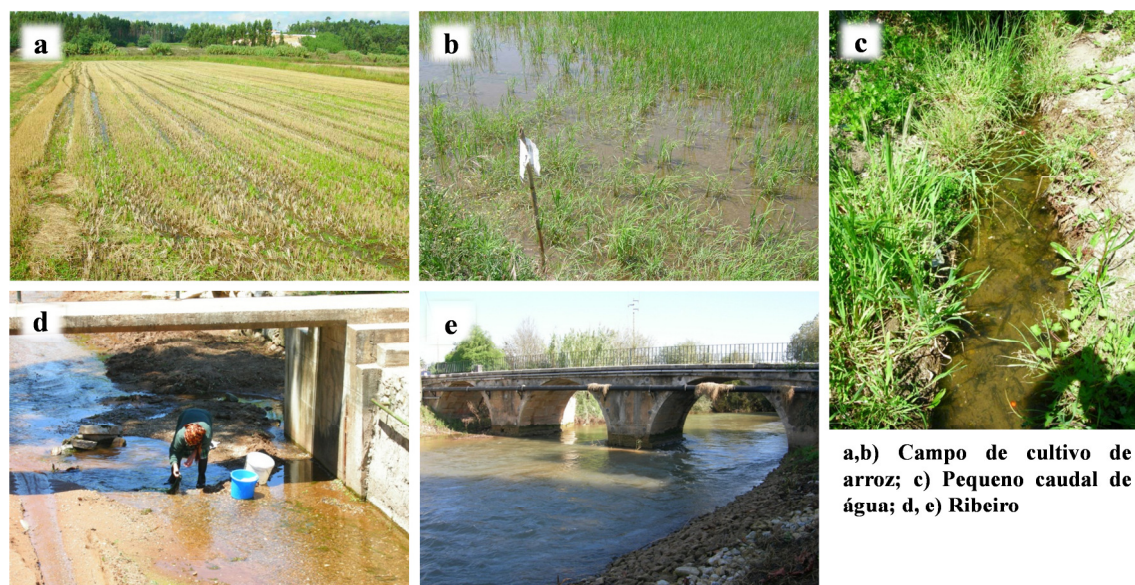 a
b
c
d
e
a,b) Campo de cultivo de
arroz; c) Pequeno caudal de
água; d, e) Ribeiro